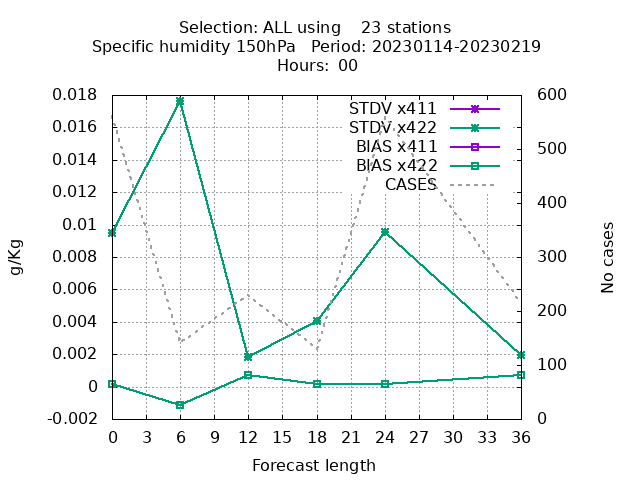 Selection: ALL using    23 stations
Specific humidity 150hPa   Period: 20230114-20230219
Hours: 00
STDV x411
STDV x422
BIAS x411
BIAS x422
CASES
0.018
0.016
0.014
0.012
0.01
0.008
0.006
0.004
0.002
0
-0.002
g/Kg
600
500
400
300
200
100
0
No cases
0 3 6 9 12 15 18 21 24 27 30 33 36
Forecast length